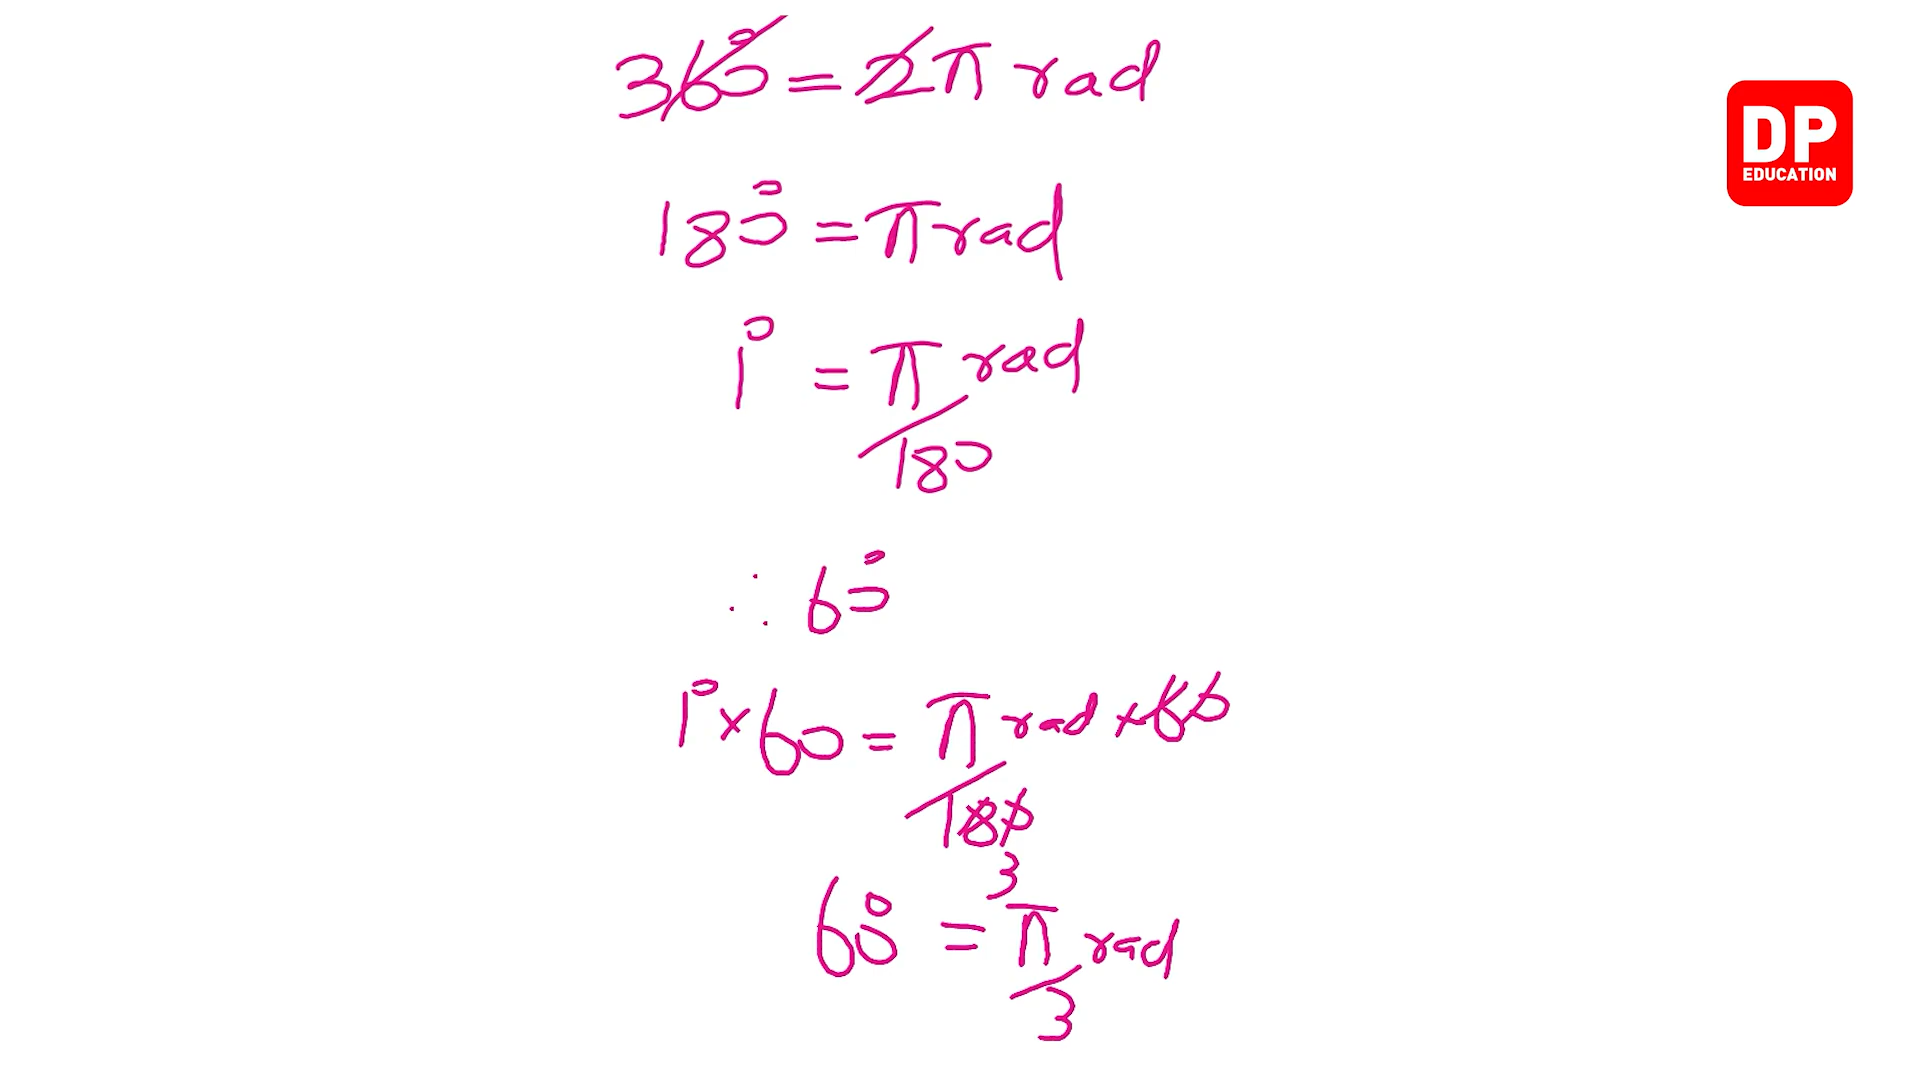 360° = 2π rad
DP
EDUCATION
180° = π rad
1° = π/180 rad
∴ 60°
1° × 60 = π/180 rad × 60
3
60° = π/3 rad